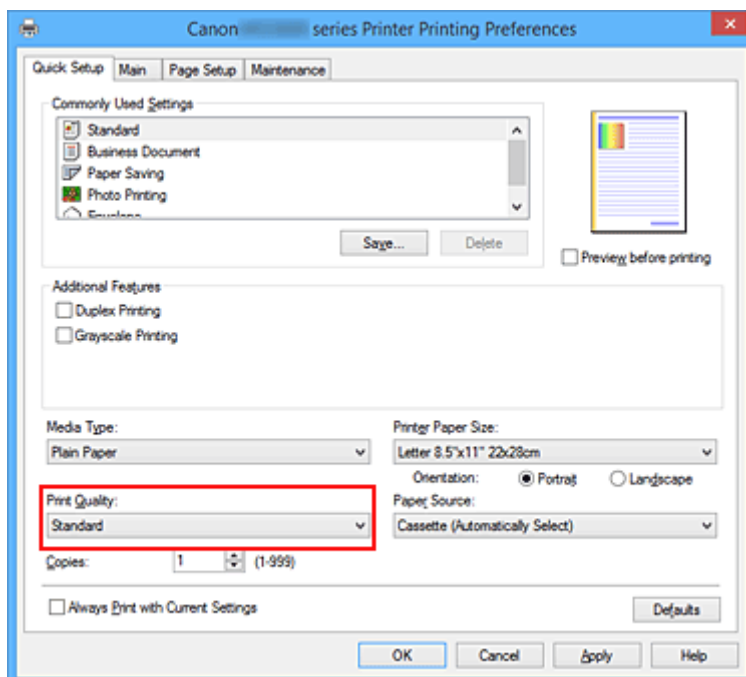 Canon series Printer Printing Preferences
Quick Setup Main Page Setup Maintenance
Commonly Used Settings
Standard
Business Document
Paper Saving
Photo Printing
Envelope
Save... Delete
Preview before printing
Additional Features
Duplex Printing
Grayscale Printing
Media Type: Printer Paper Size:
Plain Paper Letter 8.5"x11" 22x28cm
Orientation: Portrait Landscape
Print Quality: Paper Source:
Standard Cassette (Automatically Select)
Copies: 1 (1-999)
Always Print with Current Settings Defaults
OK Cancel Apply Help